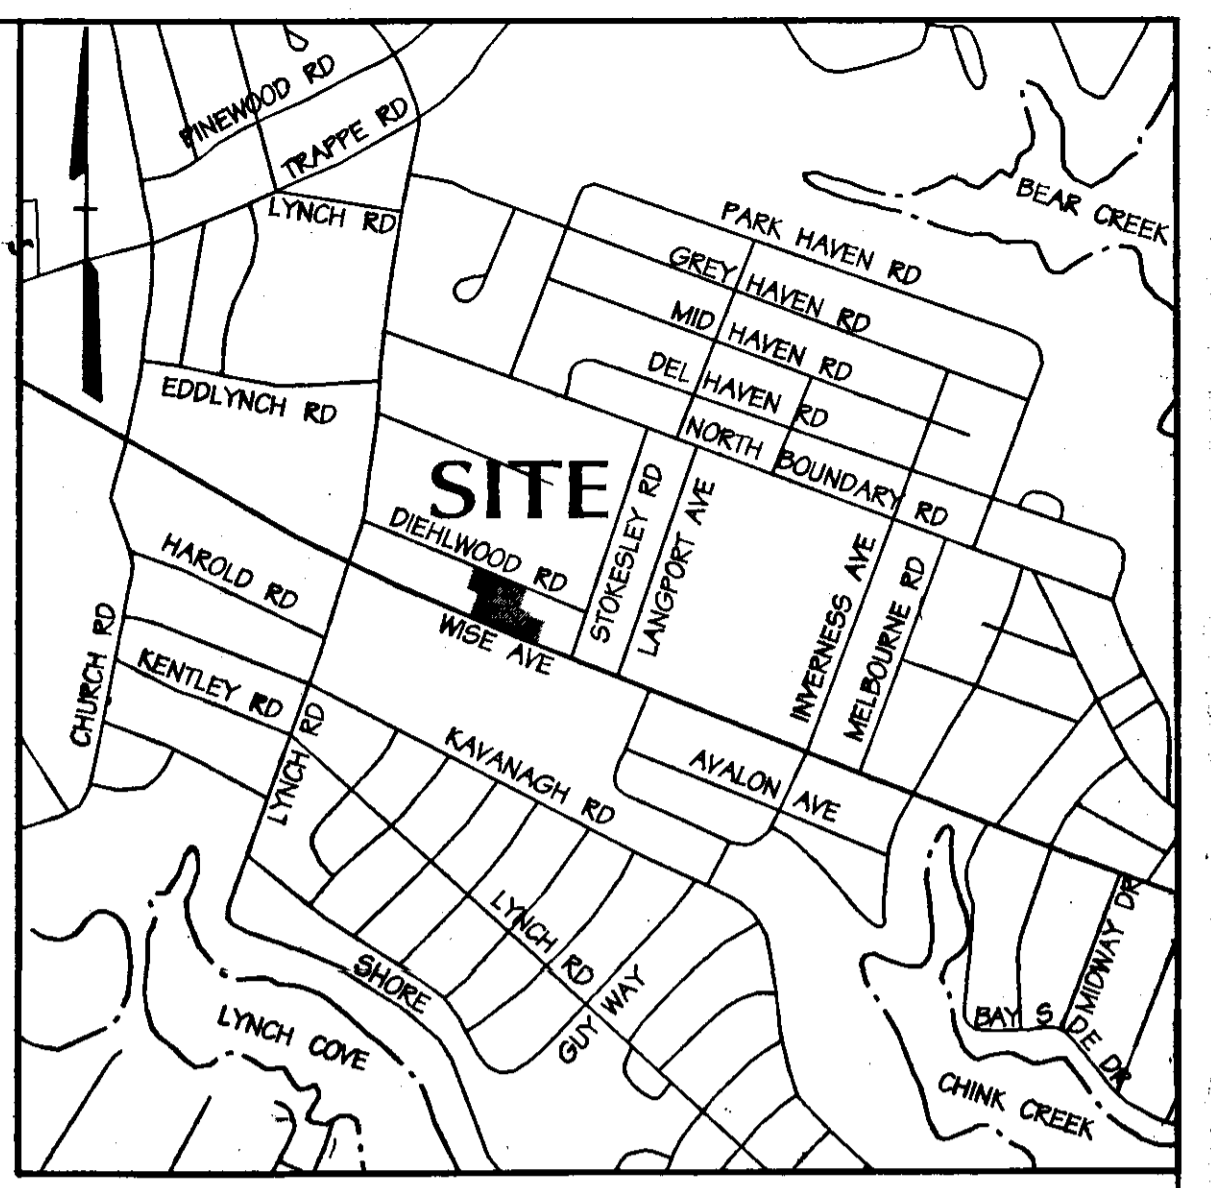 PINEWOOD RD
TRAPPE RD
LYNCH RD
BEAR CREEK
PARK HAVEN RD
GREY HAVEN RD
MID HAVEN RD
DEL HAVEN RD
EDDLYNCH RD
NORTH BOUNDARY RD
SITE
DIEHLWOOD RD
STOKESLEY RD
LANGPORT AVE
HAROLD RD
WISE AVE
INVERNESS AVE
MELBOURNE RD
CHURCH RD
KENTLEY RD
LYNCH RD
KAVANAGH RD
AVALON AVE
LYNCH RD
GUY WAY
SHORE
LYNCH COVE
MIDWAY DR
BAY S DE DR
CHINK CREEK